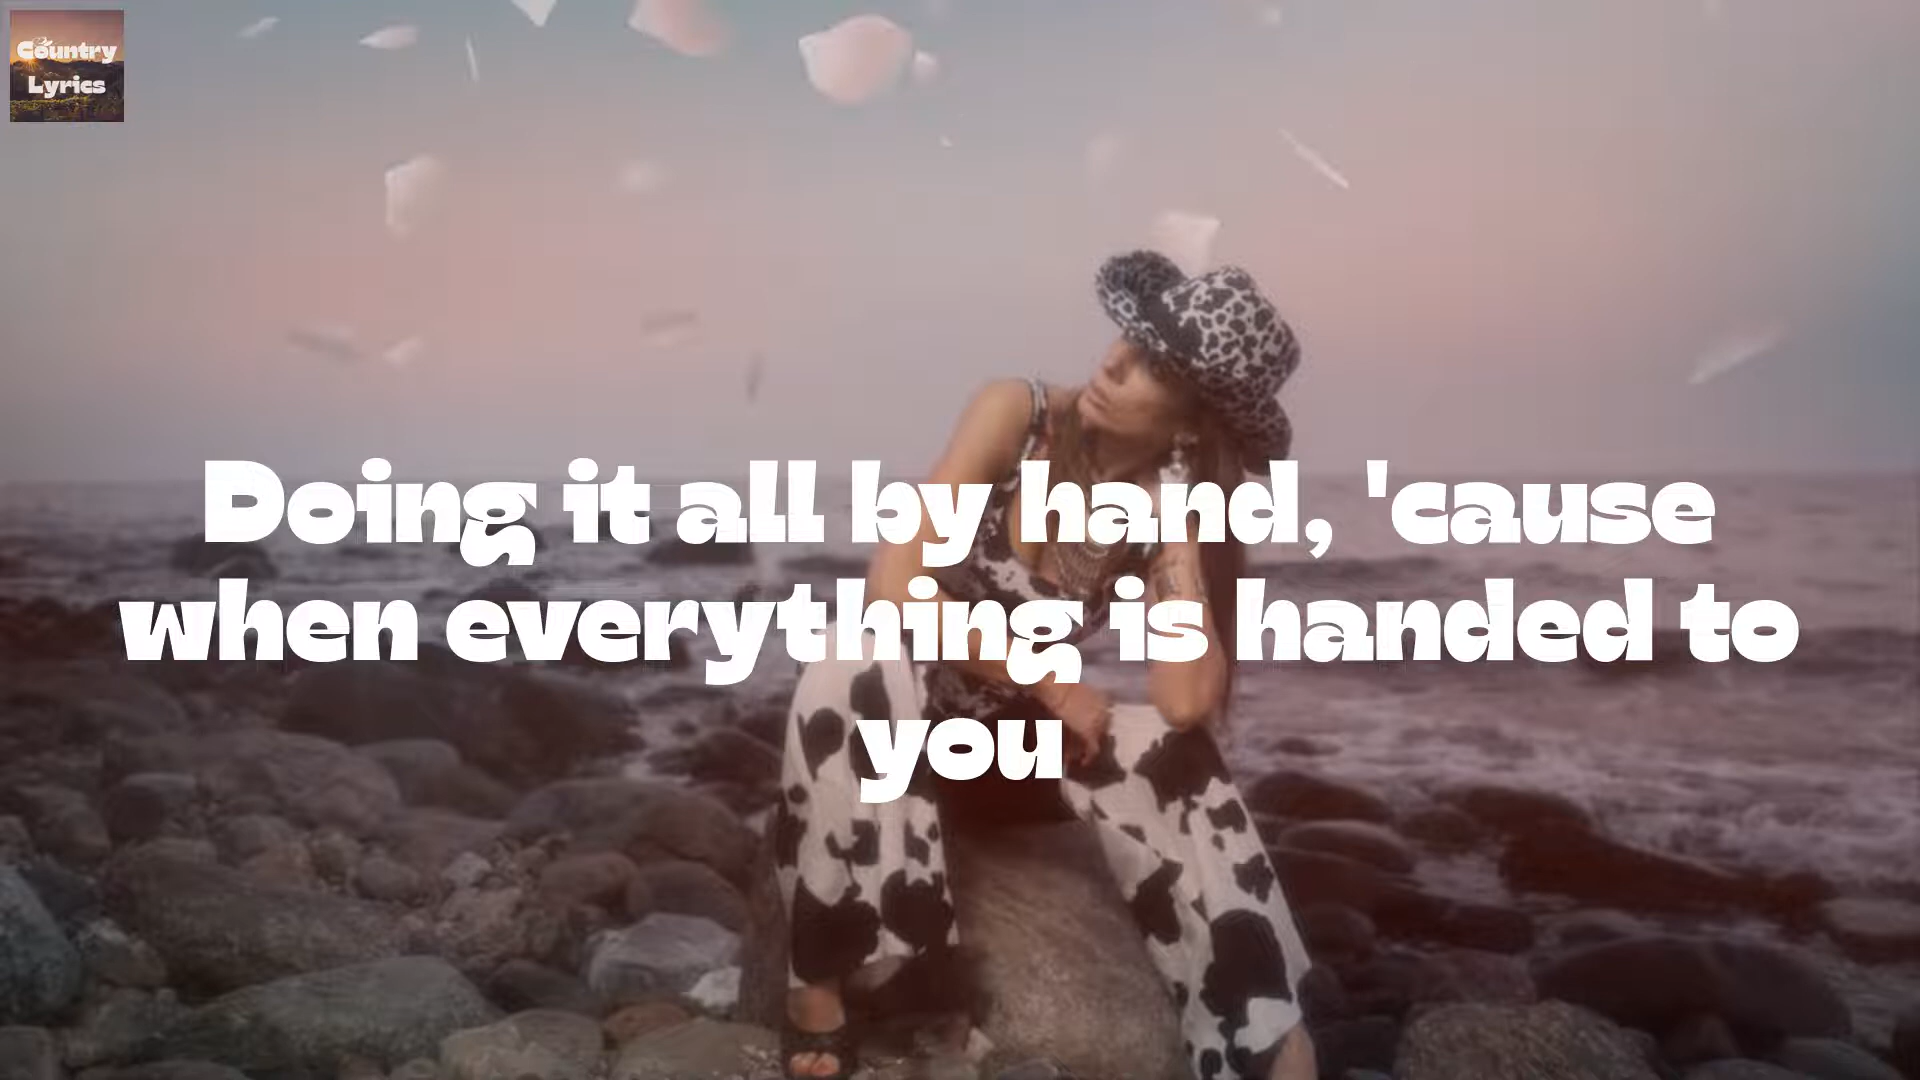 Country
Lyrics
Doing it all by hand, 'cause
when everything is handed to
you